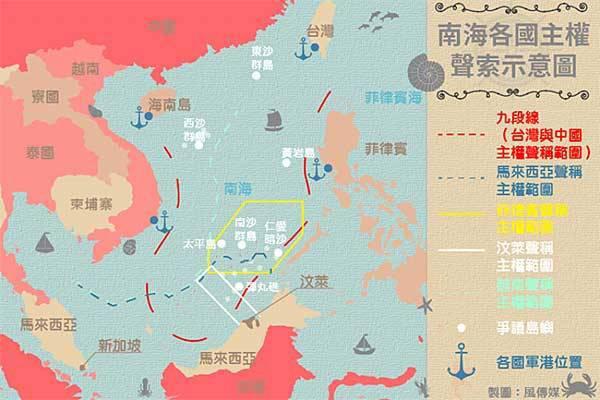 南海各國主權
聲索示意圖
九段線
（台灣與中國
主權聲稱範圍）
馬來西亞聲稱
主權範圍
菲律賓聲稱
主權範圍
汶萊聲稱
主權範圍
越南聲稱
主權範圍
爭議島嶼
各國軍港位置
製圖：風傳媒
中國
台灣
東沙
群島
越南
寮國
海南島
菲律賓海
西沙
群島
泰國
黃岩島
菲律賓
柬埔寨
南海
太平島
南沙
群島
仁愛
暗沙
彈丸礁
汶萊
馬來西亞
新加坡
馬來西亞